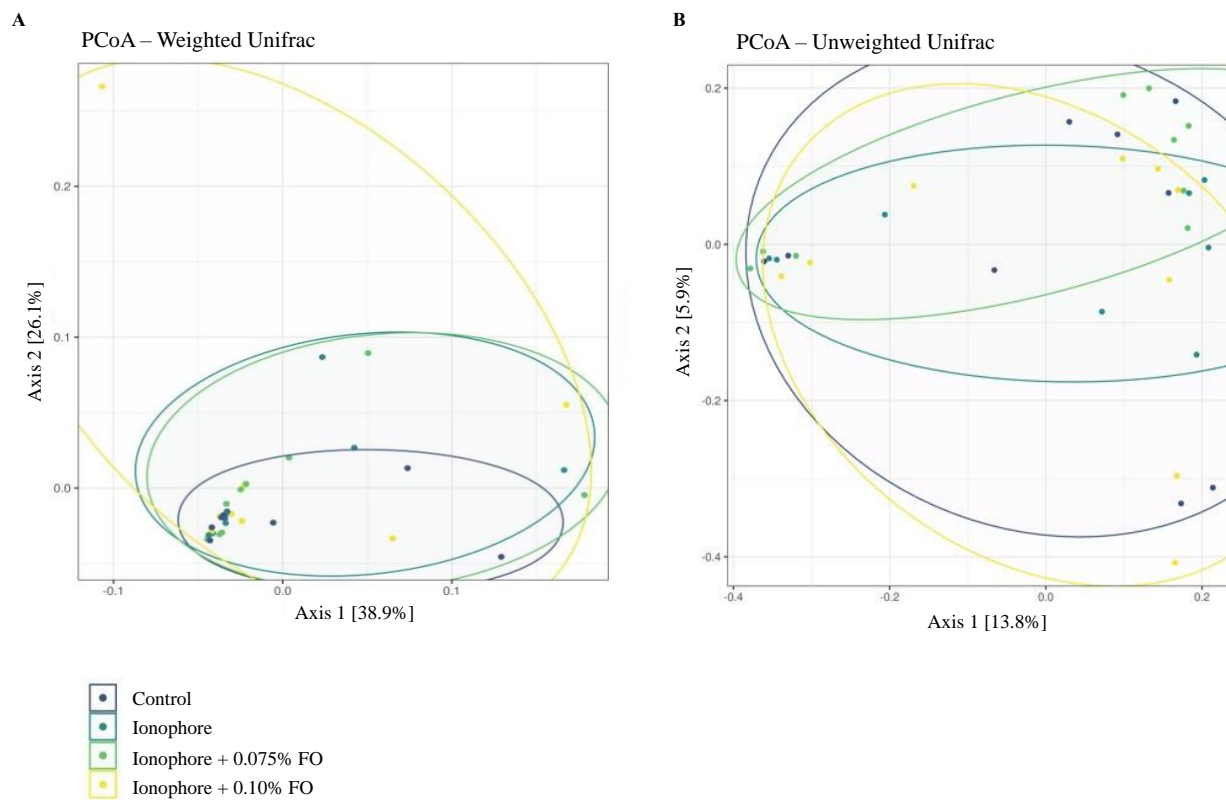 A
PCoA – Weighted Unifrac
0.2
0.1
0.0
-0.1
0.0
0.1
Axis 2 [26.1%]
Axis 1 [38.9%]
B
PCoA – Unweighted Unifrac
0.2
0.0
-0.2
-0.4
-0.4
-0.2
0.0
0.2
Axis 2 [5.9%]
Axis 1 [13.8%]
Control
Ionophore
Ionophore + 0.075% FO
Ionophore + 0.10% FO